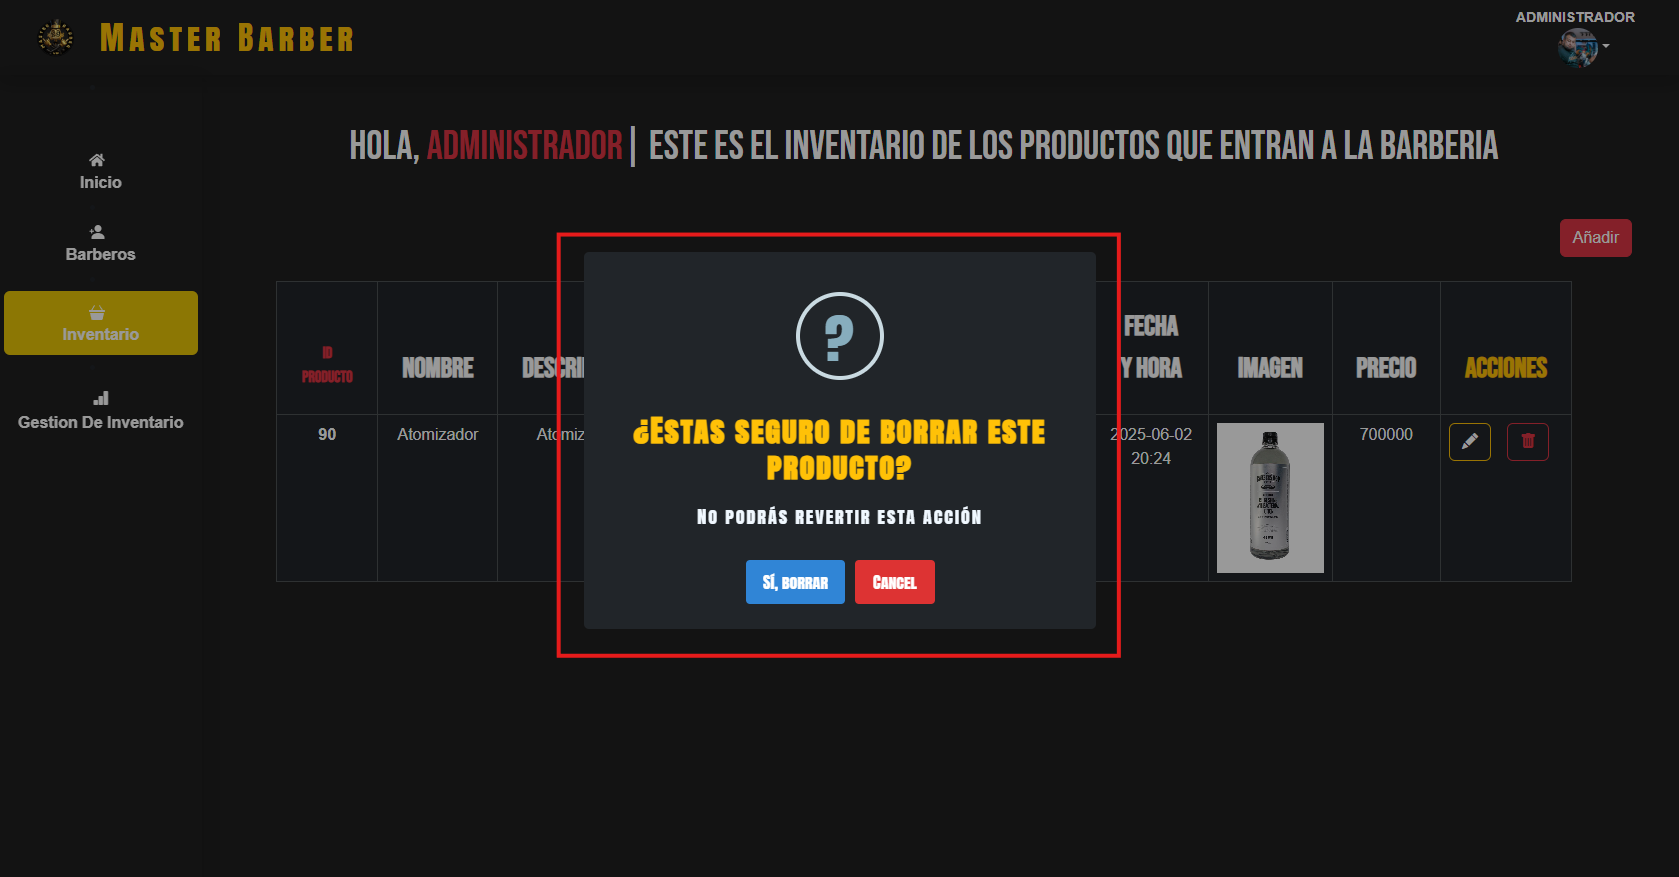 Master Barber
ADMINISTRADOR
Inicio
Barberos
Inventario
Gestion De Inventario
HOLA, ADMINISTRADOR | ESTE ES EL INVENTARIO DE LOS PRODUCTOS QUE ENTRAN A LA BARBERIA
Añadir
ID
PRODUCTO
NOMBRE
DESCRI
FECHA
Y HORA
IMAGEN
PRECIO
ACCIONES
90
Atomizador
Atomiz
2025-06-02
20:24
700000
?
¿Estas seguro de borrar este
producto?
No podrás revertir esta acción
Sí, borrar
Cancel